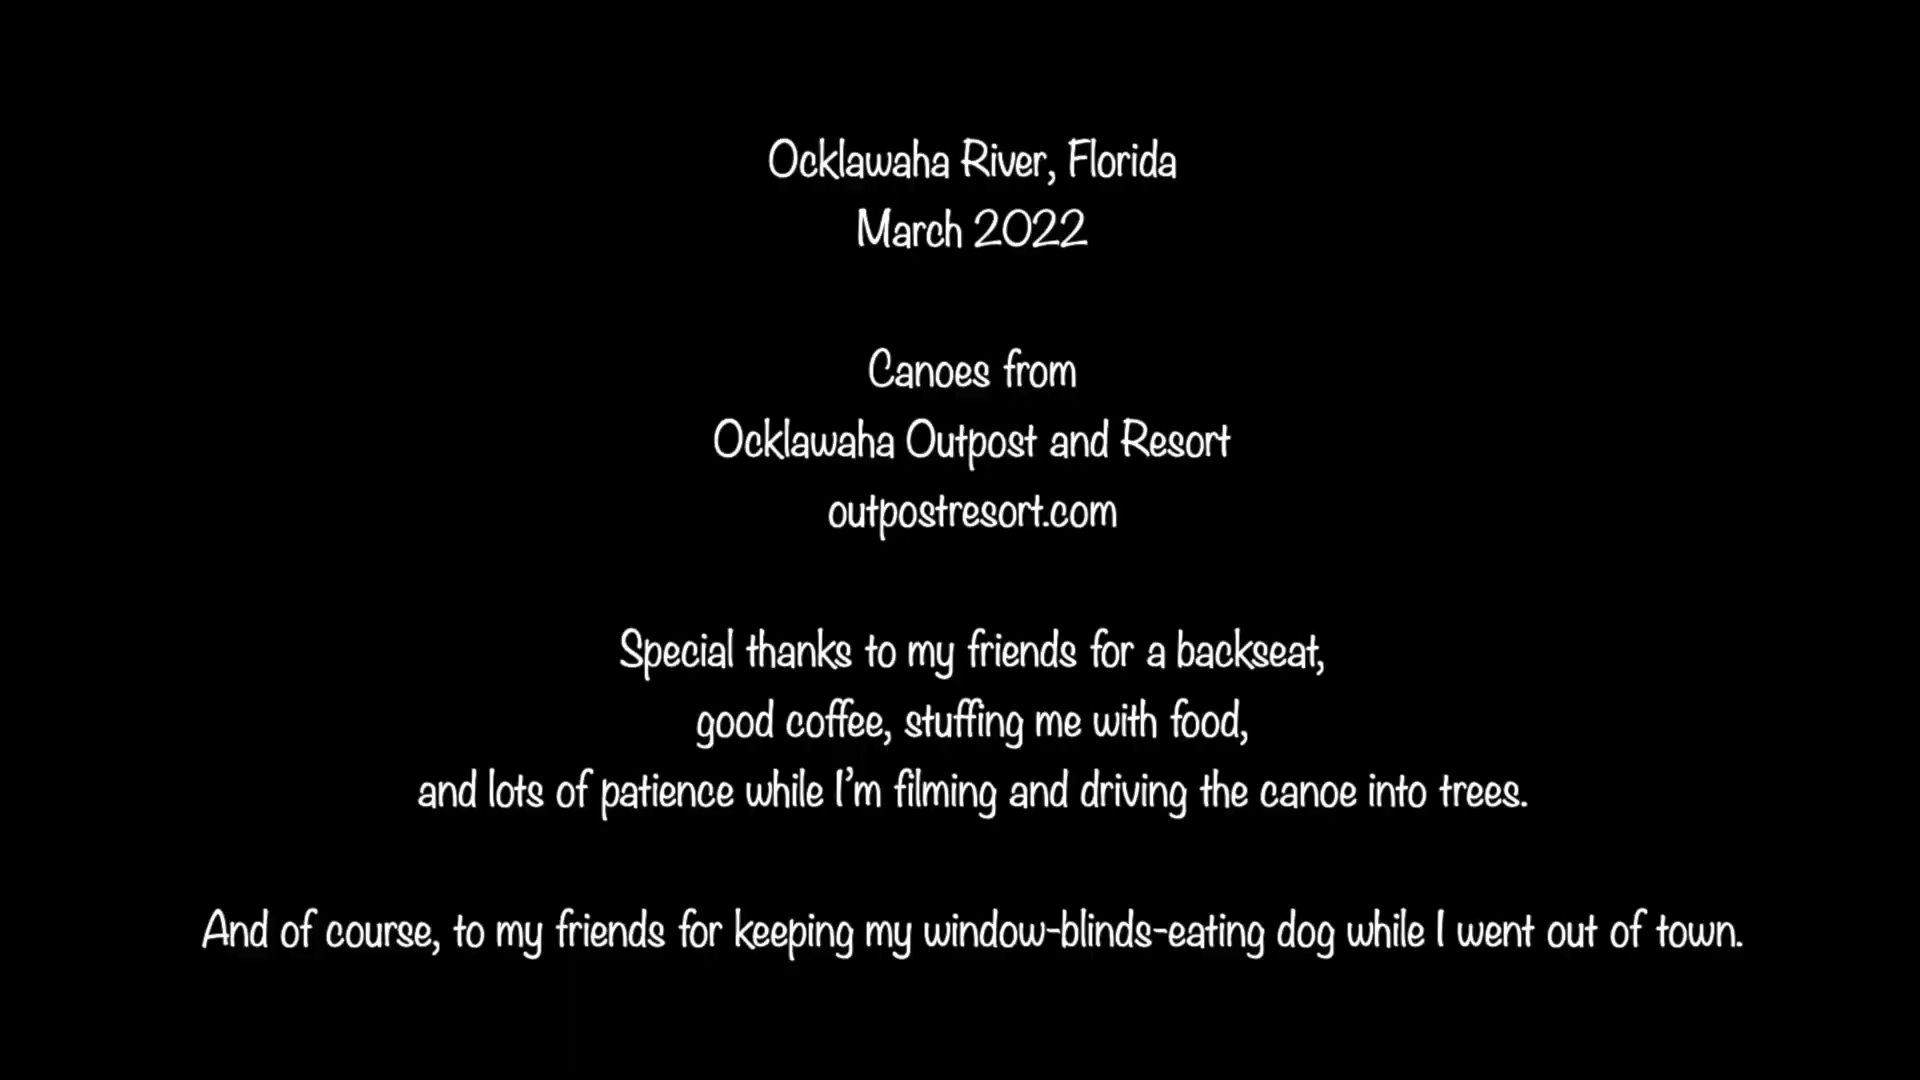 Ocklawaha River, Florida
March 2022
Canoes from
Ocklawaha Outpost and Resort
outpostresort.com
Special thanks to my friends for a backseat,
good coffee, stuffing me with food,
and lots of patience while I'm filming and driving the canoe into trees.
And of course, to my friends for keeping my window-blinds-eating dog while I went out of town.